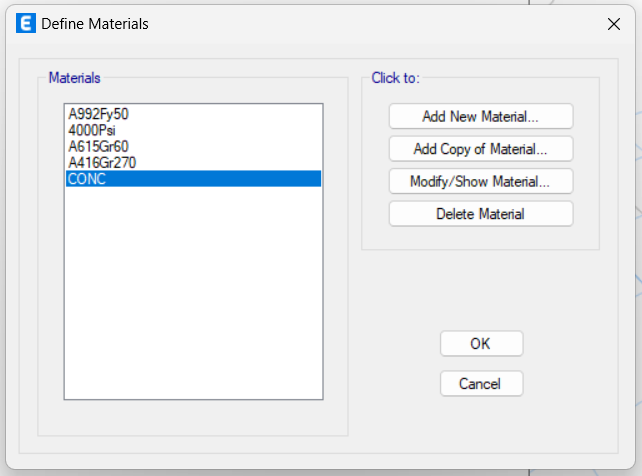 E Define Materials
Materials
A992Fy50
4000Psi
A615Gr60
A416Gr270
CONC
Click to:
Add New Material...
Add Copy of Material...
Modify/Show Material...
Delete Material
OK
Cancel